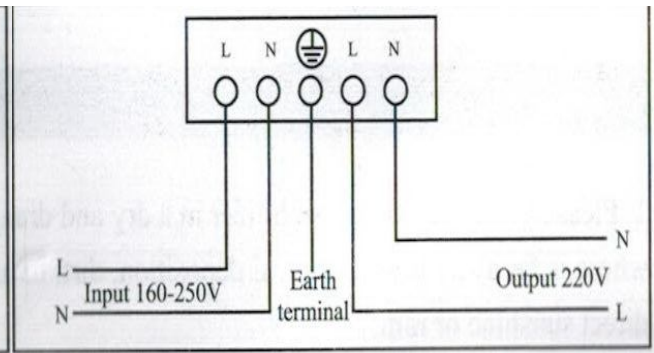 L N L N
N
L
Input 160-250V
Earth
terminal
Output 220V
N
L